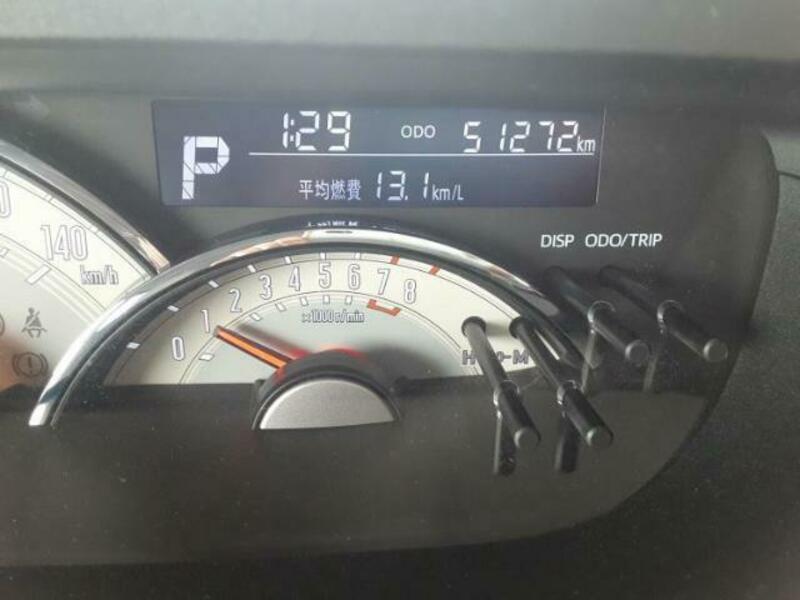 P 1:29 ODO 51272km
平均燃費 13.1km/L
DISP ODO/TRIP
140
km/h
0 1 2 3 4 5 6 7 8
×1000r/min